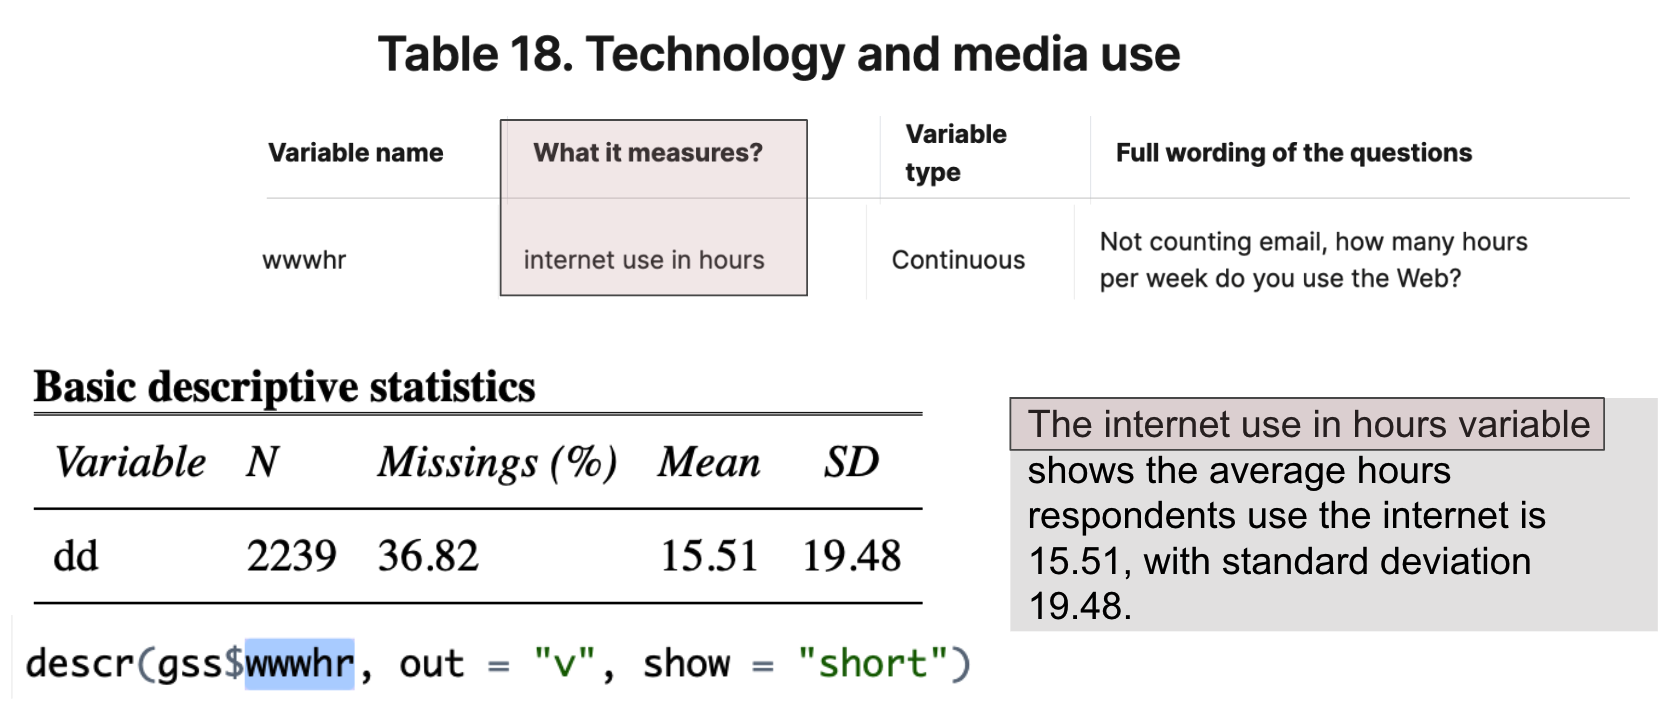 Table 18. Technology and media use
Variable name What it measures? Variable type Full wording of the questions
wwwhr internet use in hours Continuous Not counting email, how many hours per week do you use the Web?
Basic descriptive statistics
Variable N Missings (%) Mean SD
dd 2239 36.82 15.51 19.48
descr(gss$wwwhr, out = "v", show = "short")
The internet use in hours variable
shows the average hours
respondents use the internet is
15.51, with standard deviation
19.48.